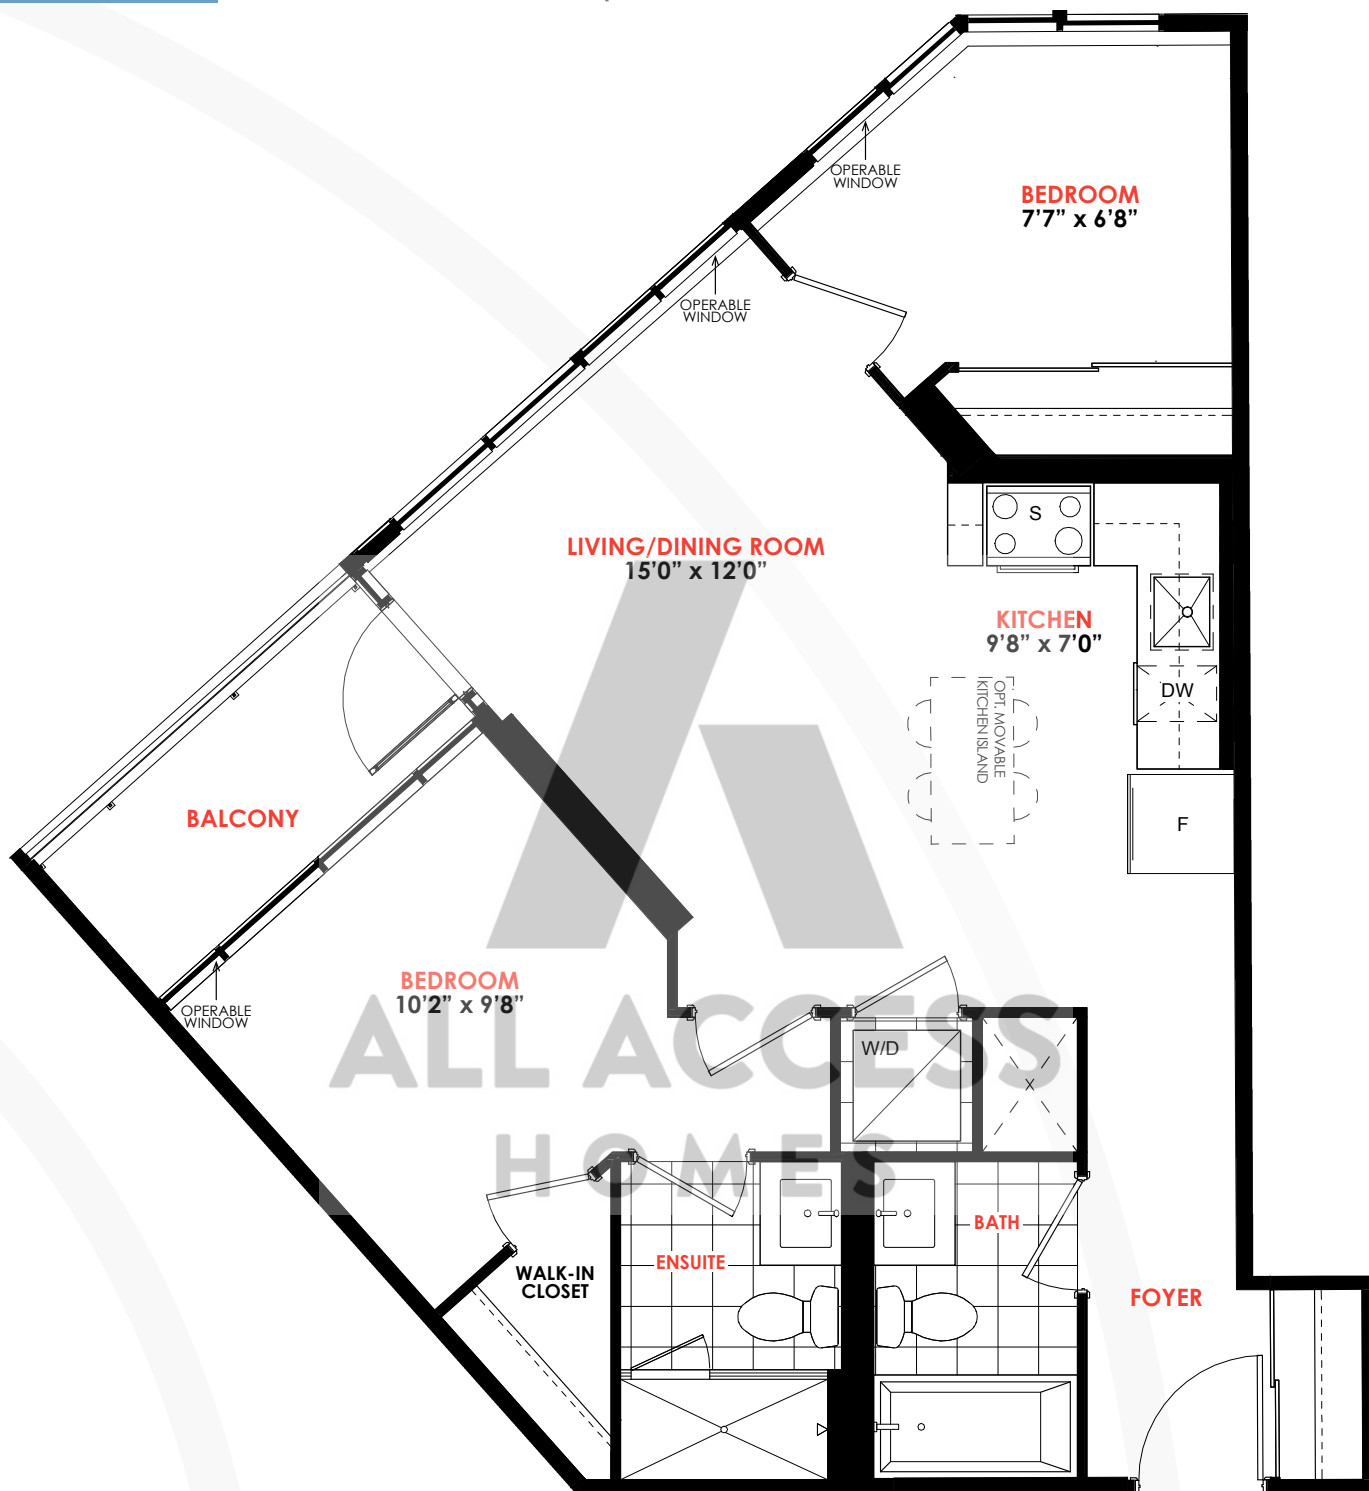 OPERABLE
WINDOW
BEDROOM
7’7” x 6’8”
OPERABLE
WINDOW
S
LIVING/DINING ROOM
15’0” x 12’0”
KITCHEN
9’8” x 7’0”
DW
OPT. MOVABLE
KITCHEN ISLAND
BALCONY
F
BEDROOM
10’2” x 9’8”
OPERABLE
WINDOW
ALL ACCESS
HOMES
W/D
BATH
ENSUITE
WALK-IN
CLOSET
FOYER